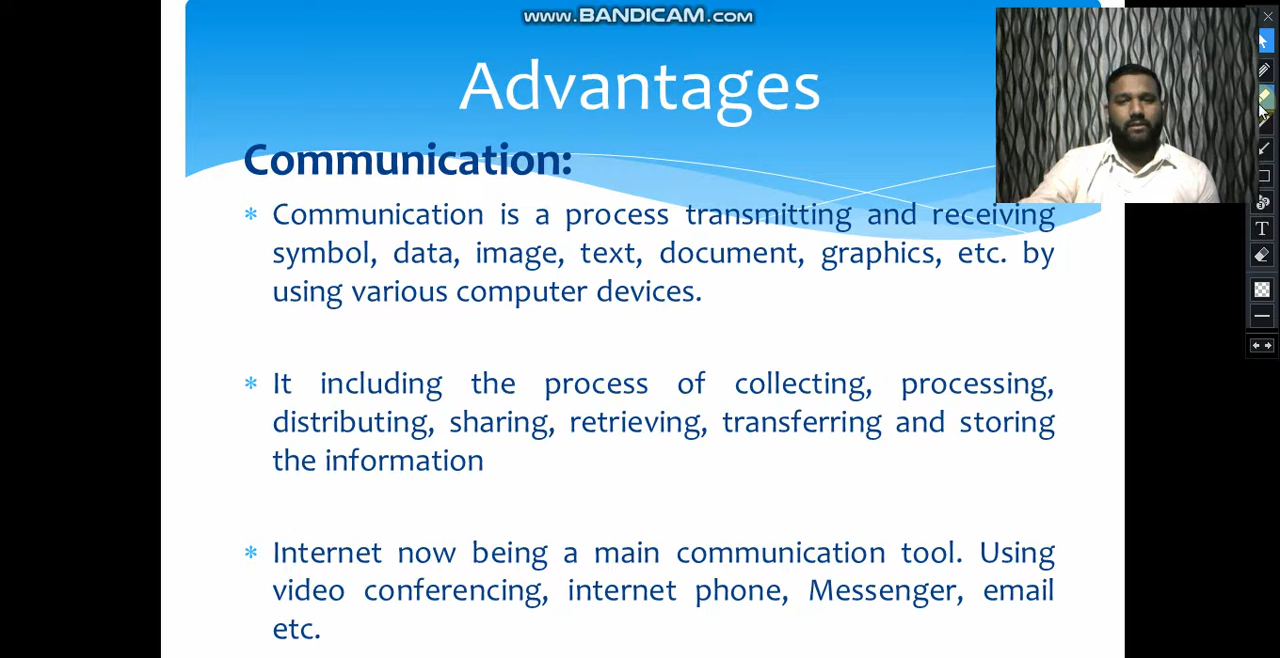 www.BANDICAM.com
Advantages
Communication:
* Communication is a process transmitting and receiving
symbol, data, image, text, document, graphics, etc. by
using various computer devices.
* It including the process of collecting, processing,
distributing, sharing, retrieving, transferring and storing
the information
* Internet now being a main communication tool. Using
video conferencing, internet phone, Messenger, email
etc.